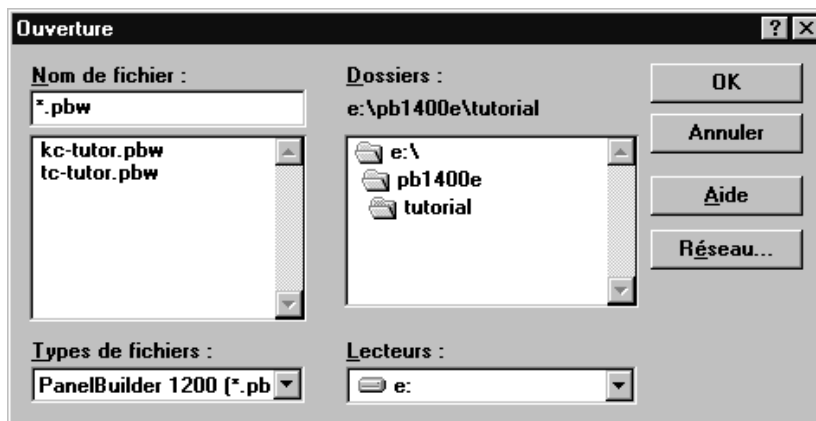 Ouverture
Nom de fichier :
*.pbw
kc-tutor.pbw
tc-tutor.pbw
Types de fichiers :
PanelBuilder 1200 (*.pb
Dossiers :
e:\pb1400e\tutorial
e:\
pb1400e
tutorial
Lecteurs :
e:
OK
Annuler
Aide
Réseau...